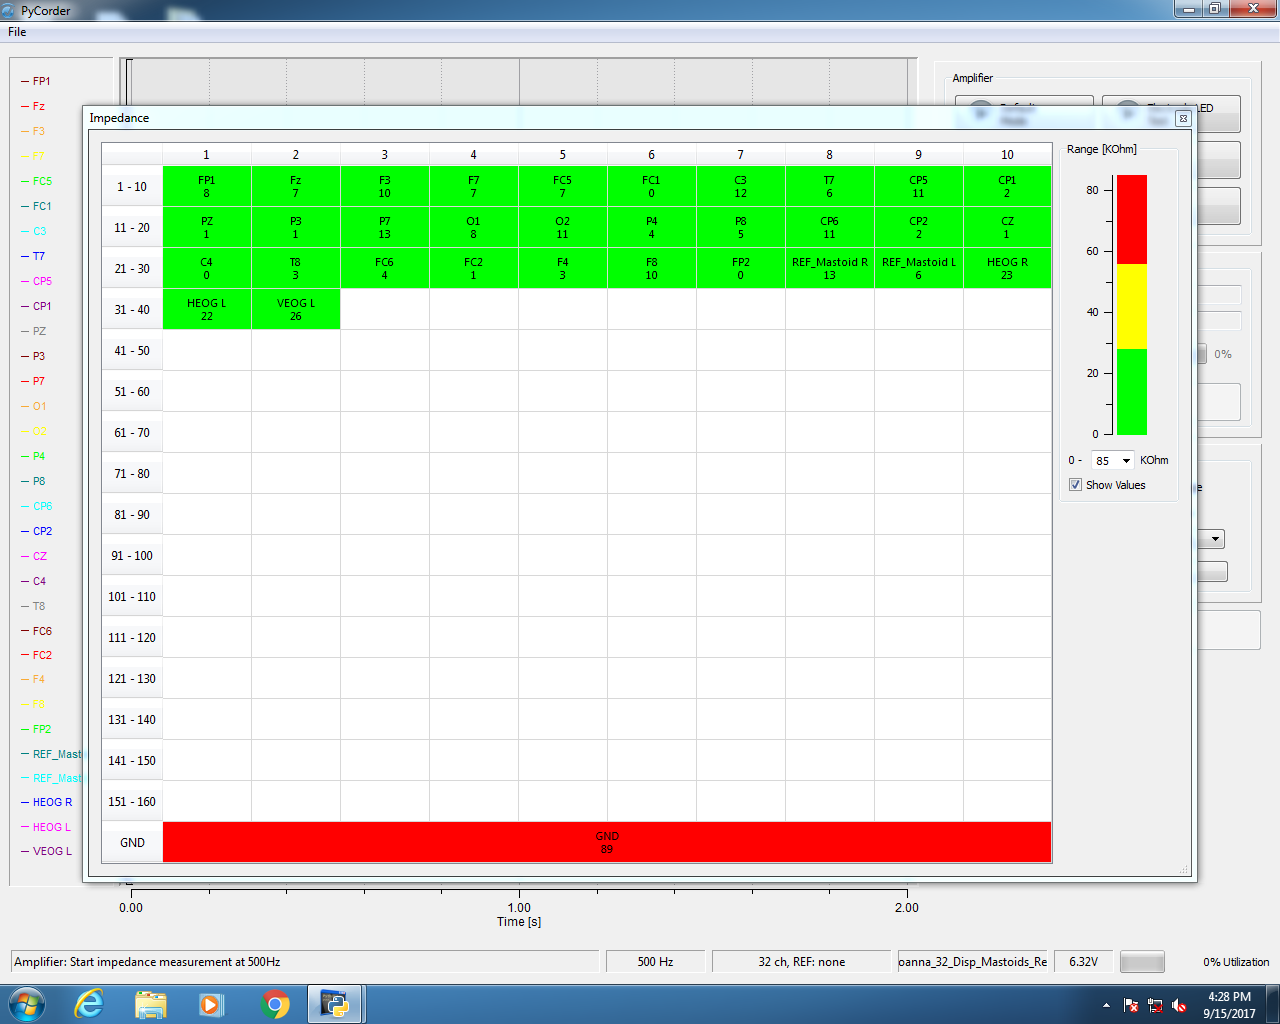 PyCorder
File
FP1
Fz
F3
F7
FC5
FC1
C3
T7
CP5
CP1
PZ
P3
P7
O1
O2
P4
P8
CP6
CP2
CZ
C4
T8
FC6
FC2
F4
F8
FP2
REF_Mast
REF_Mast
HEOG R
HEOG L
VEOG L
Impedance
1 2 3 4 5 6 7 8 9 10
1 - 10 FP1 Fz F3 F7 FC5 FC1 C3 T7 CP5 CP1
8 7 10 7 7 0 12 6 11 2
11 - 20 PZ P3 P7 O1 O2 P4 P8 CP6 CP2 CZ
1 1 13 8 11 4 5 11 2 1
21 - 30 C4 T8 FC6 FC2 F4 F8 FP2 REF_Mastoid R REF_Mastoid L HEOG R
0 3 4 1 3 10 0 13 6 23
31 - 40 HEOG L VEOG L
22 26
41 - 50
51 - 60
61 - 70
71 - 80
81 - 90
91 - 100
101 - 110
111 - 120
121 - 130
131 - 140
141 - 150
151 - 160
GND GND
89
Range [KOhm]
80
60
40
20
0
0 - 85 KOhm
Show Values
Amplifier
Default
Mode
Electrode LED
Test
0%
0.00 1.00 2.00
Time [s]
Amplifier: Start impedance measurement at 500Hz
500 Hz
32 ch, REF: none
oanna_32_Disp_Mastoids_Re
6.32V
0% Utilization
4:28 PM
9/15/2017